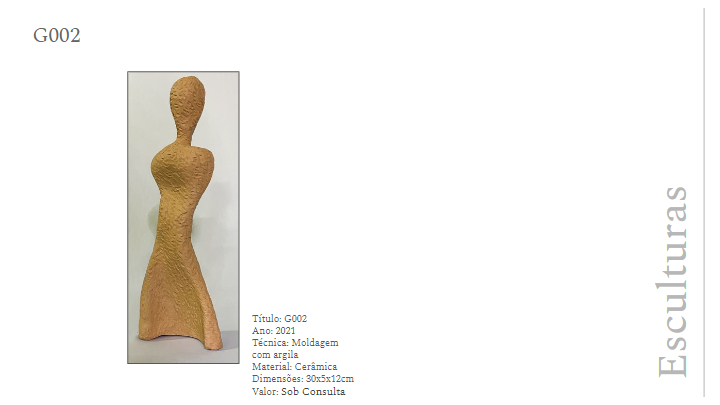 G002
Título: G002
Ano: 2021
Técnica: Moldagem
com argila
Material: Cerâmica
Dimensões: 30x5x12cm
Valor: Sob Consulta
Esculturas